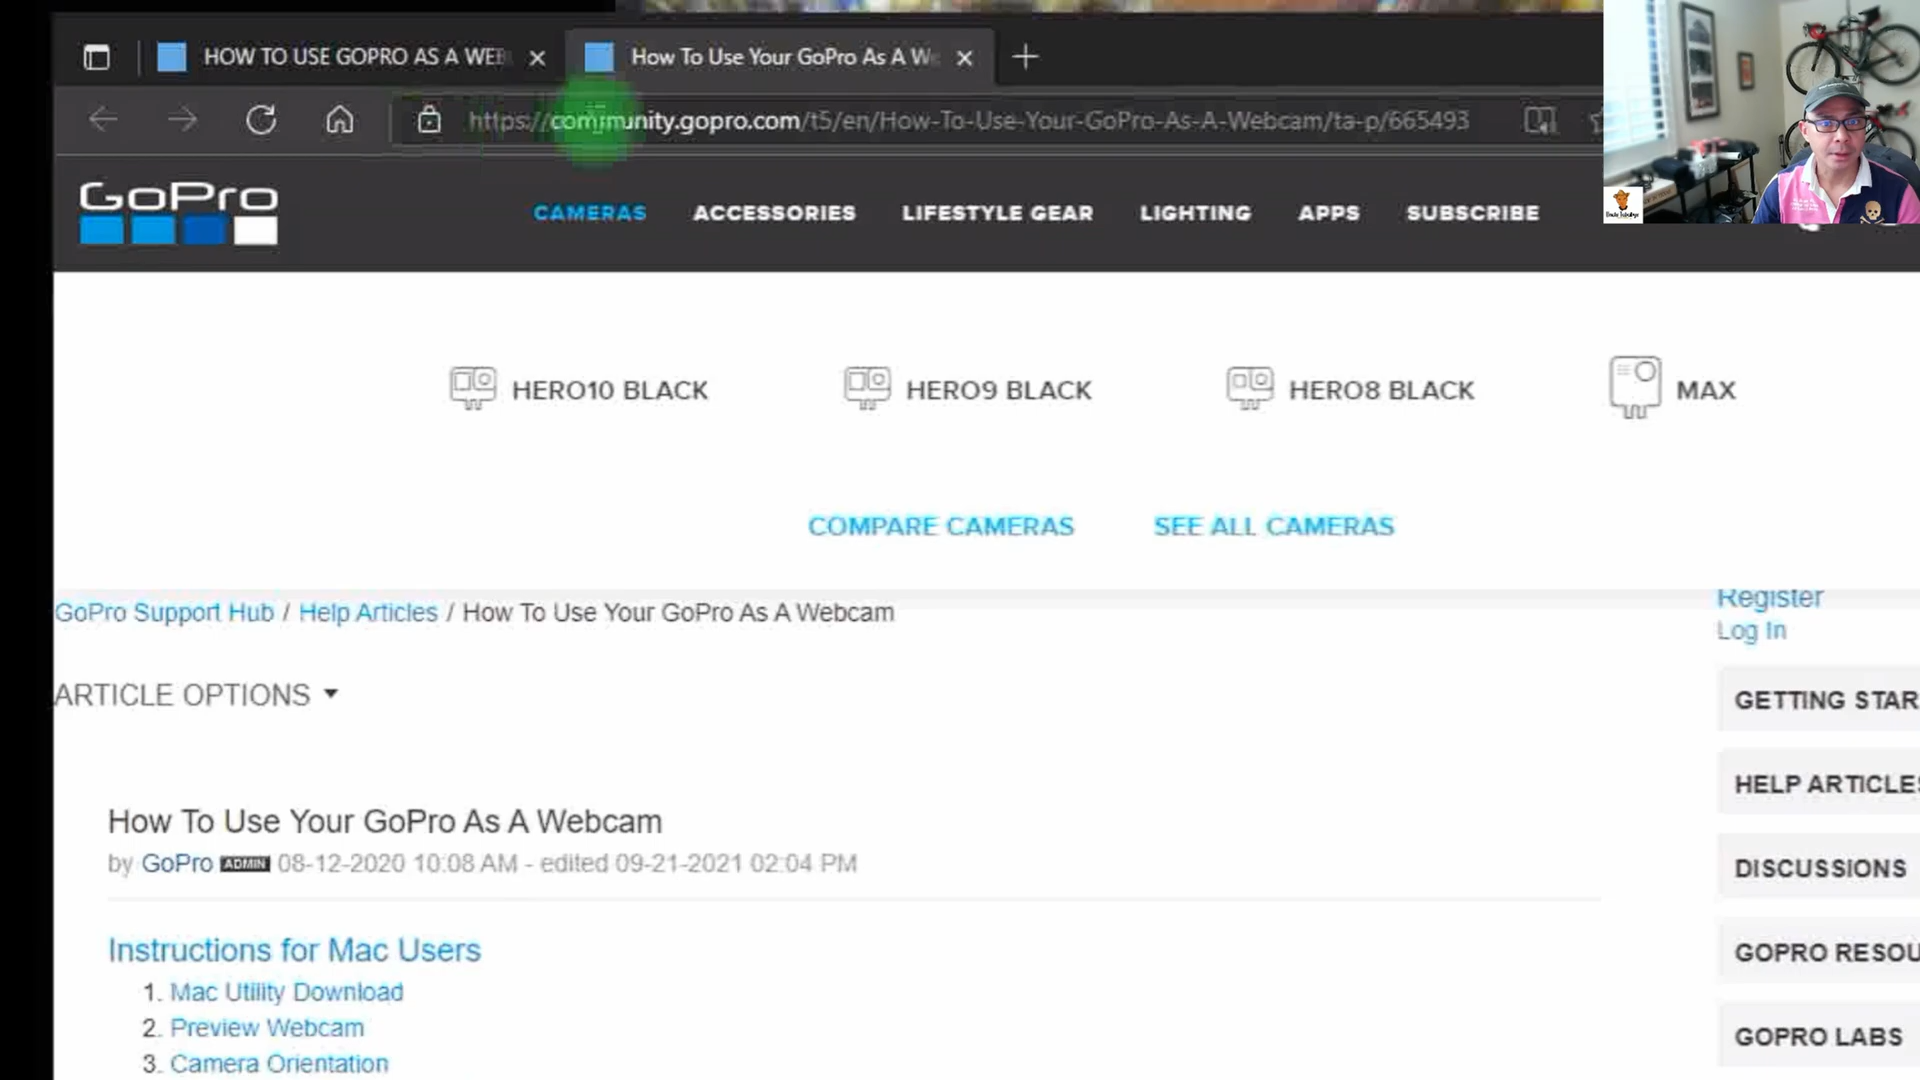 HOW TO USE GOPRO AS A WEB
How To Use Your GoPro As A W
https://community.gopro.com/t5/en/How-To-Use-Your-GoPro-As-A-Webcam/ta-p/665493
GoPro
CAMERAS ACCESSORIES LIFESTYLE GEAR LIGHTING APPS SUBSCRIBE
HERO10 BLACK HERO9 BLACK HERO8 BLACK MAX
COMPARE CAMERAS SEE ALL CAMERAS
GoPro Support Hub / Help Articles / How To Use Your GoPro As A Webcam
Register
Log In
ARTICLE OPTIONS
GETTING STAR
HELP ARTICLES
How To Use Your GoPro As A Webcam
by GoPro ADMIN 08-12-2020 10:08 AM - edited 09-21-2021 02:04 PM
DISCUSSIONS
Instructions for Mac Users
GOPRO RESOU
1. Mac Utility Download
2. Preview Webcam
GOPRO LABS
3. Camera Orientation